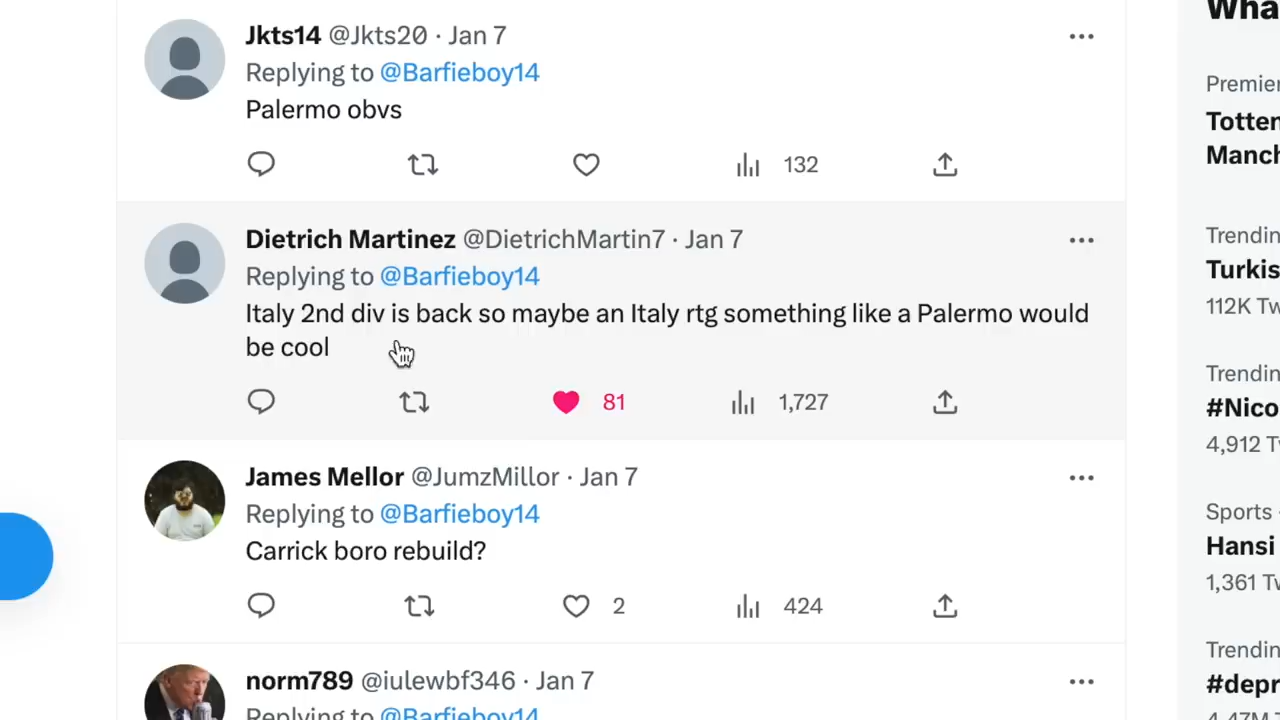 Jkts14 @Jkts20 · Jan 7
Replying to @Barfieboy14
Palermo obvs
132
Dietrich Martinez @DietrichMartin7 · Jan 7
Replying to @Barfieboy14
Italy 2nd div is back so maybe an Italy rtg something like a Palermo would
be cool
81 1,727
James Mellor @JumzMillor · Jan 7
Replying to @Barfieboy14
Carrick boro rebuild?
2 424
norm789 @iulewbf346 · Jan 7
Replying to @Barfieboy14
Wha
Premier
Totten
Manch
Trendin
Turkis
112K Tw
Trendin
#Nico
4,912 Tw
Sports ·
Hansi
1,361 Tw
Trendin
#depr
4.47M T